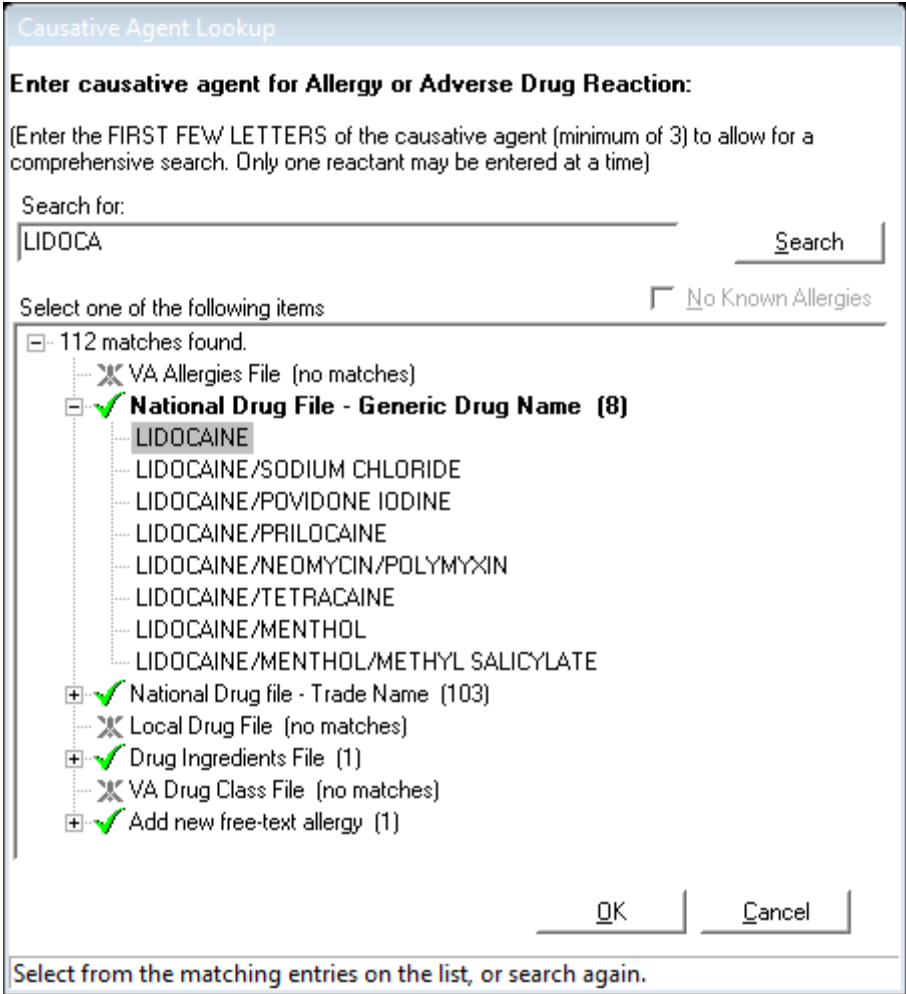 Causative Agent Lookup
Enter causative agent for Allergy or Adverse Drug Reaction:
(Enter the FIRST FEW LETTERS of the causative agent (minimum of 3) to allow for a
comprehensive search. Only one reactant may be entered at a time)
Search for:
LIDOCA
Search
Select one of the following items
No Known Allergies
112 matches found.
VA Allergies File (no matches)
National Drug File - Generic Drug Name (8)
LIDOCAINE
LIDOCAINE/SODIUM CHLORIDE
LIDOCAINE/POVIDONE IODINE
LIDOCAINE/PRILOCAINE
LIDOCAINE/NEOMYCIN/POLYMYXIN
LIDOCAINE/TETRACAINE
LIDOCAINE/MENTHOL
LIDOCAINE/MENTHOL/METHYL SALICYLATE
National Drug file - Trade Name (103)
Local Drug File (no matches)
Drug Ingredients File (1)
VA Drug Class File (no matches)
Add new free-text allergy (1)
OK
Cancel
Select from the matching entries on the list, or search again.